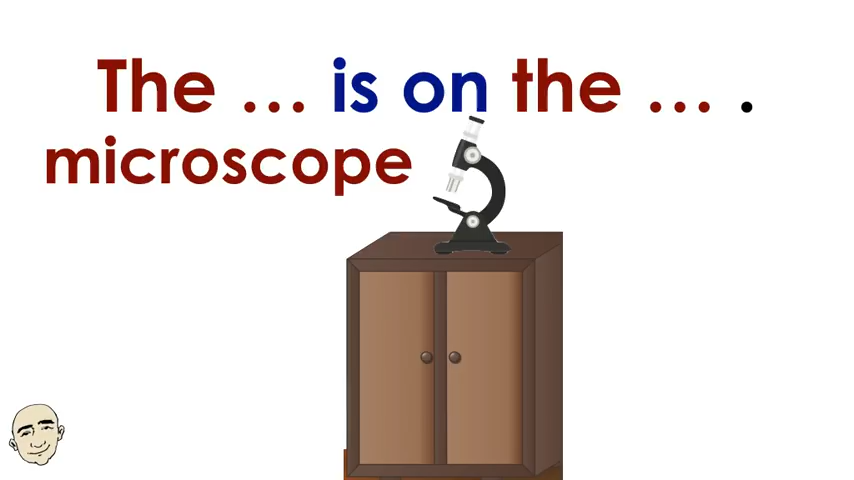 The … is on the … .
microscope